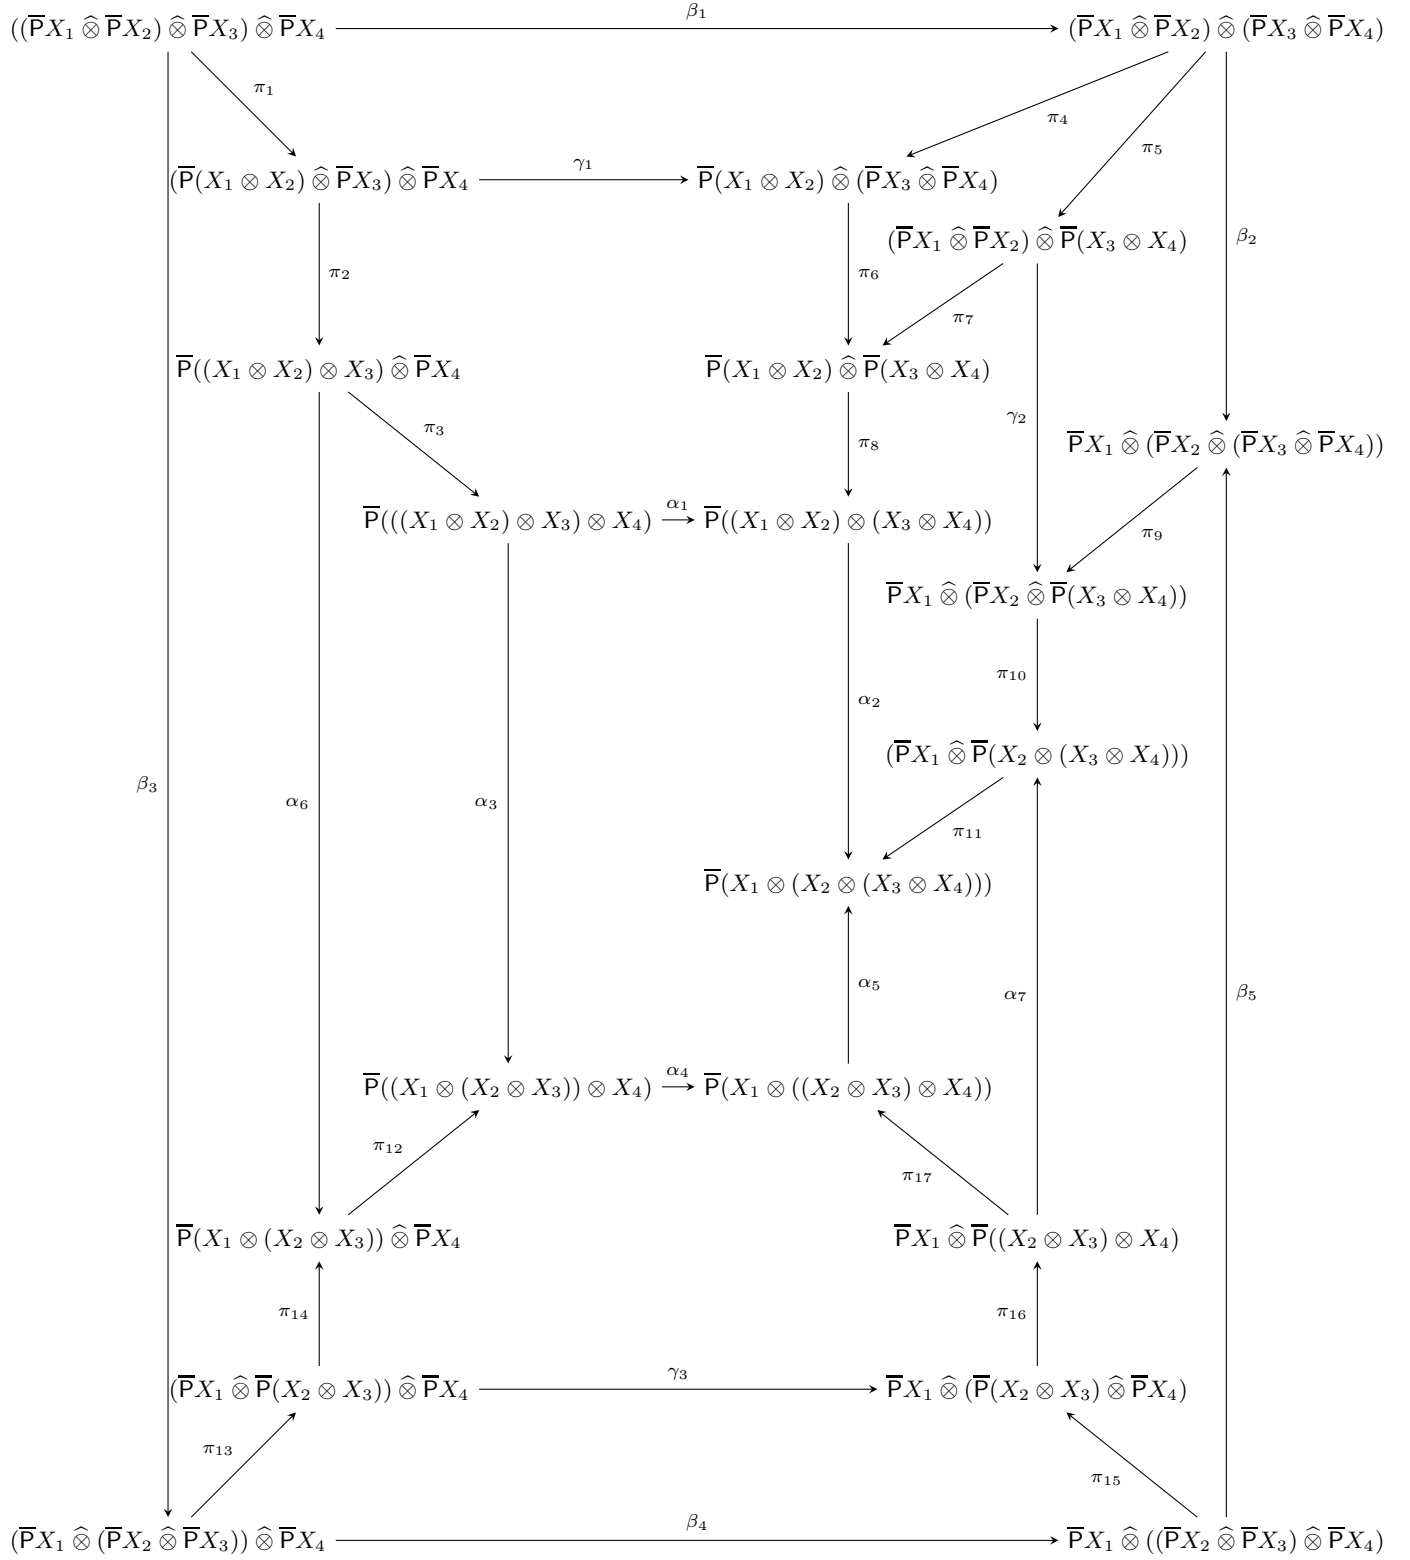 ((P̅X₁ ⊗̂ P̅X₂) ⊗̂ P̅X₃) ⊗̂ P̅X₄ β₁ (P̅X₁ ⊗̂ P̅X₂) ⊗̂ (P̅X₃ ⊗̂ P̅X₄)
π₁ π₄ π₅
(P̅(X₁ ⊗ X₂) ⊗̂ P̅X₃) ⊗̂ P̅X₄ γ₁ P̅(X₁ ⊗ X₂) ⊗̂ (P̅X₃ ⊗̂ P̅X₄)
(P̅X₁ ⊗̂ P̅X₂) ⊗̂ P̅(X₃ ⊗ X₄) β₂
π₂ π₆ π₇
P̅((X₁ ⊗ X₂) ⊗ X₃) ⊗̂ P̅X₄ P̅(X₁ ⊗ X₂) ⊗̂ P̅(X₃ ⊗ X₄)
π₃ π₈ γ₂ P̅X₁ ⊗̂ (P̅X₂ ⊗̂ (P̅X₃ ⊗̂ P̅X₄))
P̅(((X₁ ⊗ X₂) ⊗ X₃) ⊗ X₄) α₁ P̅((X₁ ⊗ X₂) ⊗ (X₃ ⊗ X₄)) π₉
P̅X₁ ⊗̂ (P̅X₂ ⊗̂ P̅(X₃ ⊗ X₄))
α₂ π₁₀
(P̅X₁ ⊗̂ P̅(X₂ ⊗ (X₃ ⊗ X₄)))
β₃ α₆ α₃ π₁₁
P̅(X₁ ⊗ (X₂ ⊗ (X₃ ⊗ X₄)))
α₅ α₇ β₅
P̅((X₁ ⊗ (X₂ ⊗ X₃)) ⊗ X₄) α₄ P̅(X₁ ⊗ ((X₂ ⊗ X₃) ⊗ X₄))
π₁₂ π₁₇
P̅(X₁ ⊗ (X₂ ⊗ X₃)) ⊗̂ P̅X₄ P̅X₁ ⊗̂ P̅((X₂ ⊗ X₃) ⊗ X₄)
π₁₄ π₁₆
(P̅X₁ ⊗̂ P̅(X₂ ⊗ X₃)) ⊗̂ P̅X₄ γ₃ P̅X₁ ⊗̂ (P̅(X₂ ⊗ X₃) ⊗̂ P̅X₄)
π₁₃ π₁₅
(P̅X₁ ⊗̂ (P̅X₂ ⊗̂ P̅X₃)) ⊗̂ P̅X₄ β₄ P̅X₁ ⊗̂ ((P̅X₂ ⊗̂ P̅X₃) ⊗̂ P̅X₄)